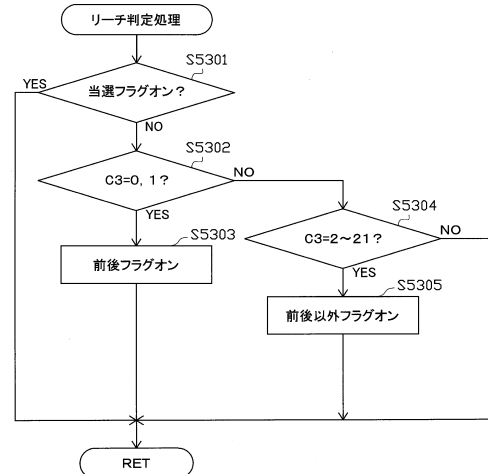 リーチ判定処理
S5301
YES
当選フラグオン？
NO
S5302
C3=0, 1？
NO
YES
S5303
前後フラグオン
S5304
C3=2～21？
NO
YES
S5305
前後以外フラグオン
RET